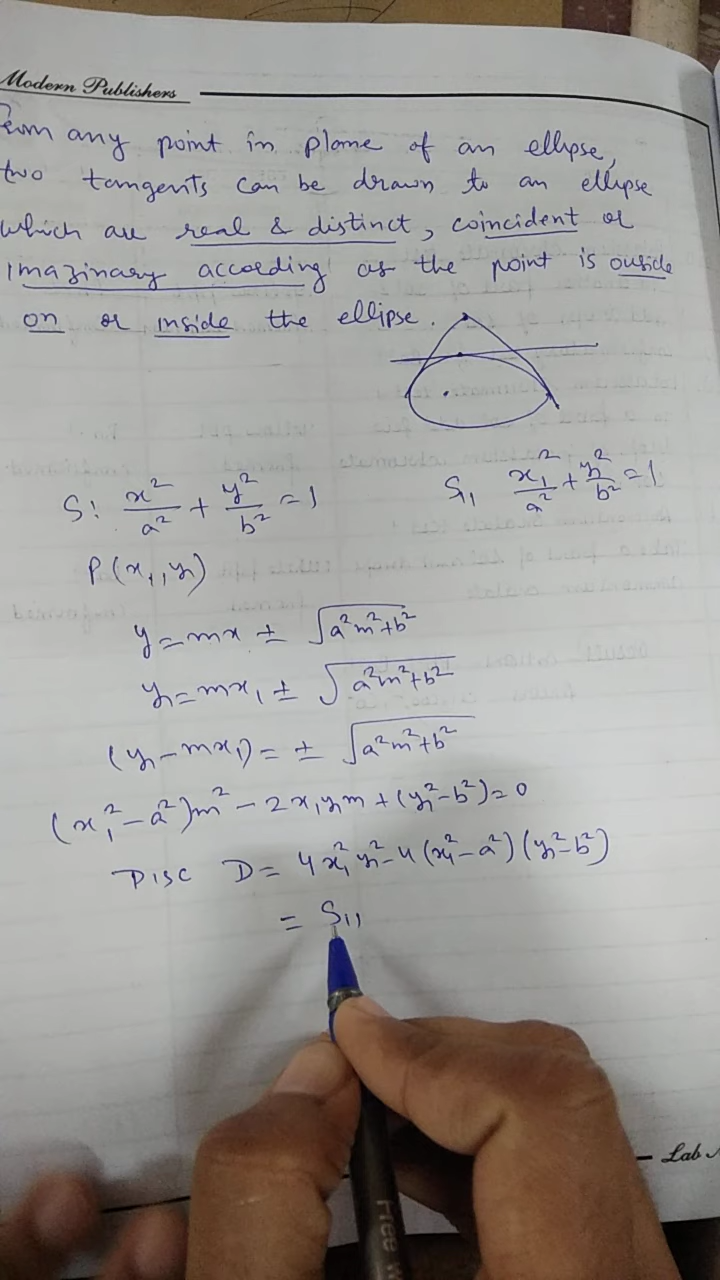 Modern Publishers
From any point in plane of an ellipse,
two tangents can be drawn to an ellipse
which are real & distinct, coincident or
imazinary according as the point is ouside
on or inside the ellipse.
S: x²/a² + y²/b² = 1
S₁₁ x₁²/a² + y₁²/b² = 1
P(x₁, y₁)
y = mx ± √(a²m²+b²)
y₁ = mx₁ ± √(a²m²+b²)
(y₁ - mx₁) = ± √(a²m²+b²)
(x₁² - a²)m² - 2x₁y₁m + (y₁² - b²) = 0
DISC D = 4x₁²y₁² - 4(x₁² - a²)(y₁² - b²)
= S₁₁
Lab